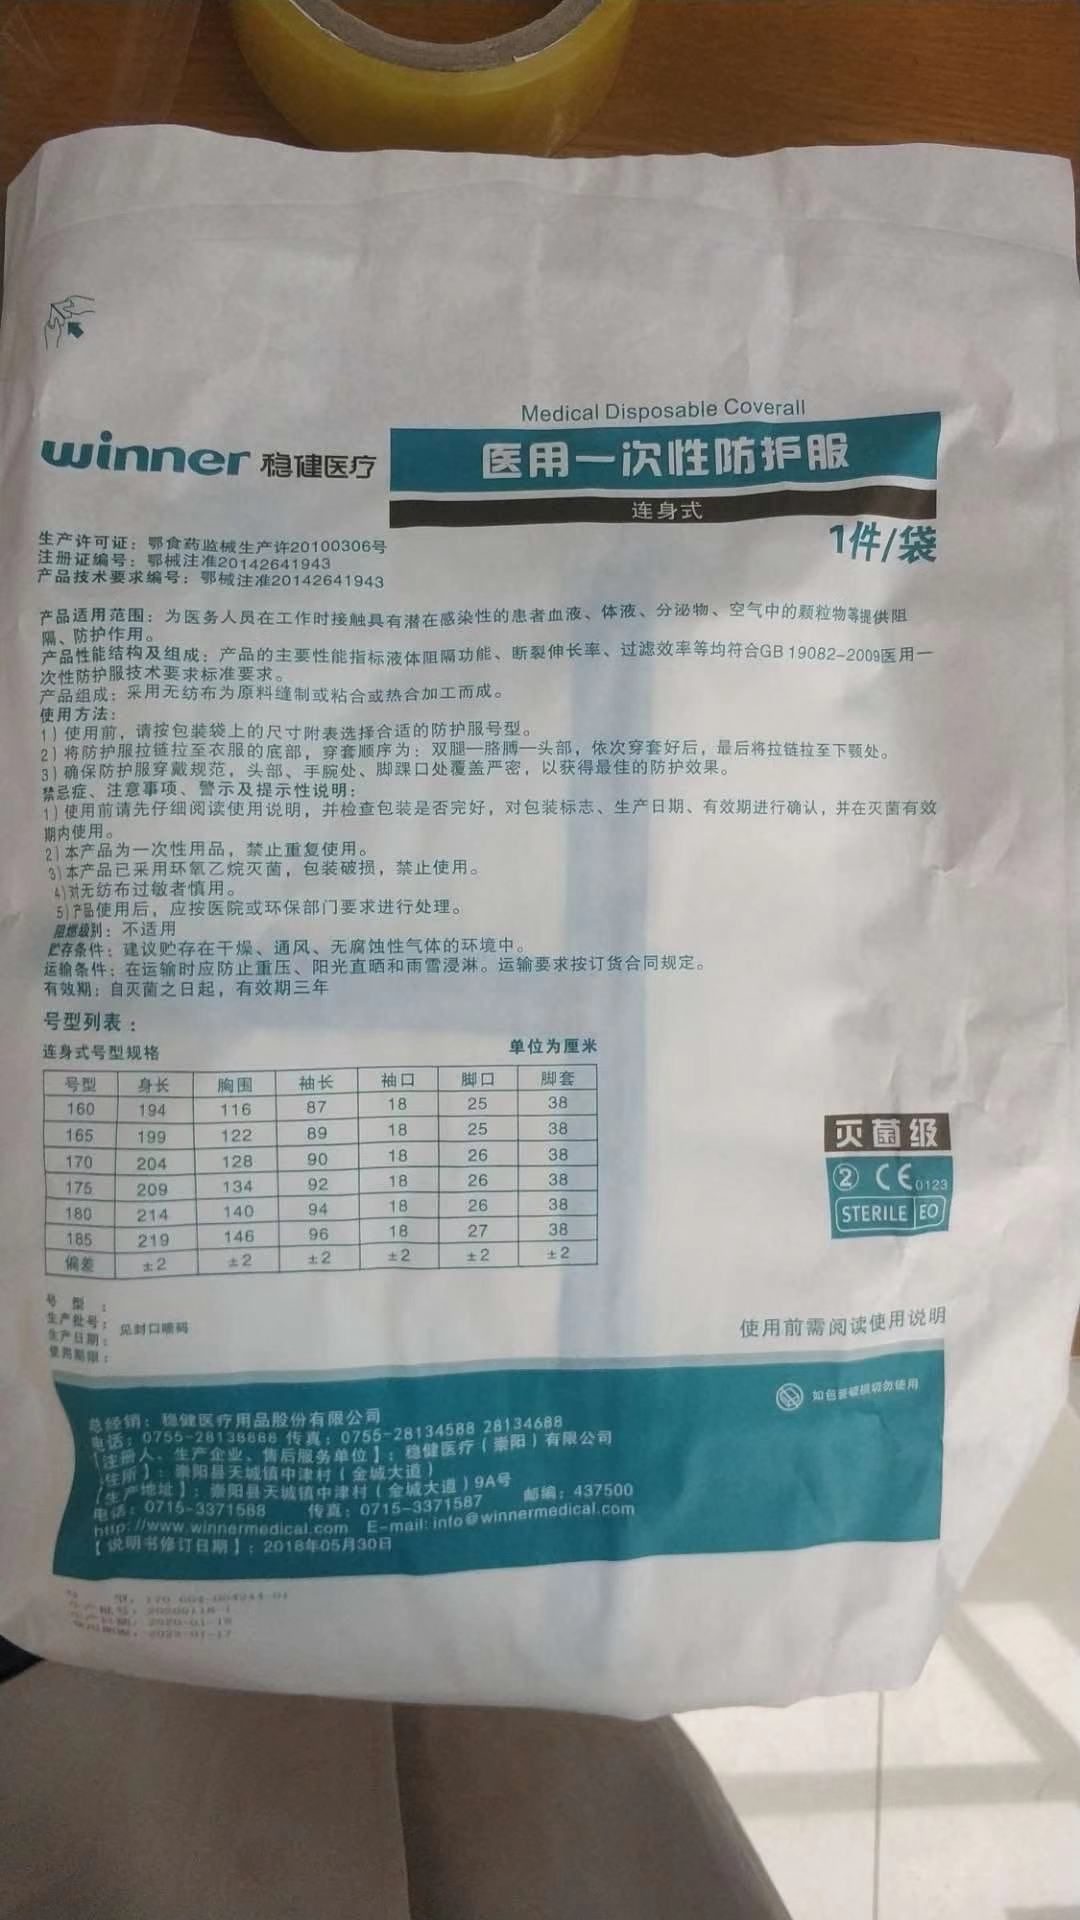 Medical Disposable Coverall
winner 稳健医疗
医用一次性防护服
连身式
1件/袋
生产许可证：鄂食药监械生产许20100306号
注册证编号：鄂械注准20142641943
产品技术要求编号：鄂械注准20142641943
产品适用范围：为医务人员在工作时接触具有潜在感染性的患者血液、体液、分泌物、空气中的颗粒物等提供阻
隔、防护作用。
产品性能结构及组成：产品的主要性能指标液体阻隔功能、断裂伸长率、过滤效率等均符合GB 19082-2009医用一
次性防护服技术要求标准要求。
产品组成：采用无纺布为原料缝制或粘合或热合加工而成。
使用方法：
1）使用前，请按包装袋上的尺寸附表选择合适的防护服号型。
2）将防护服拉链拉至衣服的底部，穿套顺序为：双腿—胳膊—头部，依次穿套好后，最后将拉链拉至下颚处。
3）确保防护服穿戴规范，头部、手腕处、脚踝口处覆盖严密，以获得最佳的防护效果。
禁忌症、注意事项、警示及提示性说明：
1）使用前请先仔细阅读使用说明，并检查包装是否完好，对包装标志、生产日期、有效期进行确认，并在灭菌有效
期内使用。
2）本产品为一次性用品，禁止重复使用。
3）本产品已采用环氧乙烷灭菌，包装破损，禁止使用。
4）对无纺布过敏者慎用。
5）产品使用后，应按医院或环保部门要求进行处理。
阻燃级别：不适用
贮存条件：建议贮存在干燥、通风、无腐蚀性气体的环境中。
运输条件：在运输时应防止重压、阳光直晒和雨雪浸淋。运输要求按订货合同规定。
有效期：自灭菌之日起，有效期三年
号型列表：
连身式号型规格 单位为厘米
号型 身长 胸围 袖长 袖口 脚口 脚套
160 194 116 87 18 25 38
165 199 122 89 18 25 38
170 204 128 90 18 26 38
175 209 134 92 18 26 38
180 214 140 94 18 26 38
185 219 146 96 18 27 38
偏差 ±2 ±2 ±2 ±2 ±2 ±2
灭菌级
2 CE 0123
STERILE EO
号 型：
生产批号：
生产日期：
使用期限：
见封口喷码
使用前需阅读使用说明
如包装破损切勿使用
总经销：稳健医疗用品股份有限公司
电话：0755-28138888 传真：0755-28134588 28134688
【注册人、生产企业、售后服务单位】：稳健医疗（崇阳）有限公司
【住所】：崇阳县天城镇中津村（金城大道）
【生产地址】：崇阳县天城镇中津村（金城大道）9A号
电话：0715-3371588 传真：0715-3371587 邮编：437500
http://www.winnermedical.com E-mail: info@winnermedical.com
【说明书修订日期】：2018年05月30日
号 型：170
生产批号：20200118-1
生产日期：2020-01-18
使用期限：2023-01-17